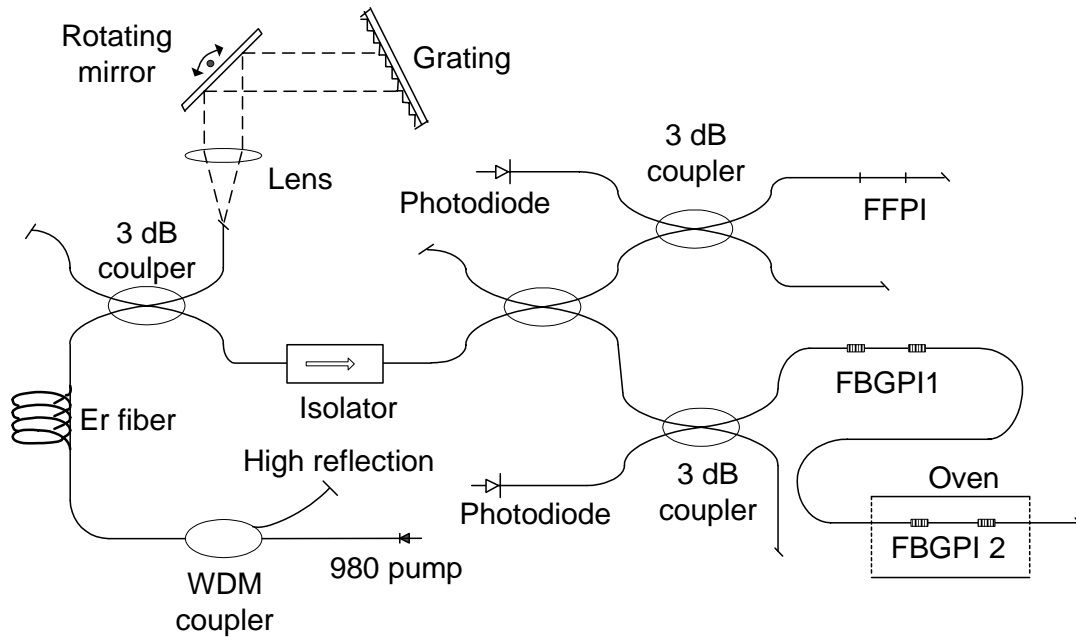 Rotating
mirror
Grating
Lens
3 dB
coupler
Photodiode
FFPI
3 dB
coulper
Isolator
FBGPI1
Er fiber
High reflection
Photodiode
3 dB
coupler
Oven
FBGPI 2
980 pump
WDM
coupler